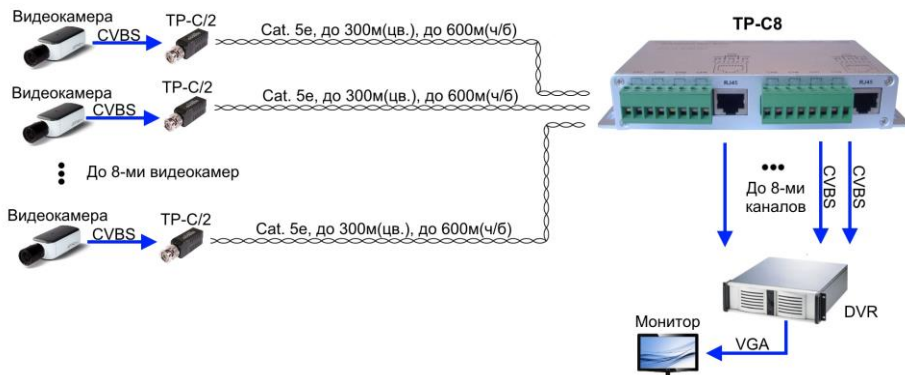 Видеокамера
TP-C/2
CVBS
Cat. 5e, до 300м(цв.), до 600м(ч/б)
TP-C8
RJ45
RJ45
Видеокамера
TP-C/2
CVBS
Cat. 5e, до 300м(цв.), до 600м(ч/б)
До 8-ми видеокамер
До 8-ми
каналов
CVBS
CVBS
Видеокамера
TP-C/2
CVBS
Cat. 5e, до 300м(цв.), до 600м(ч/б)
DVR
Монитор
VGA